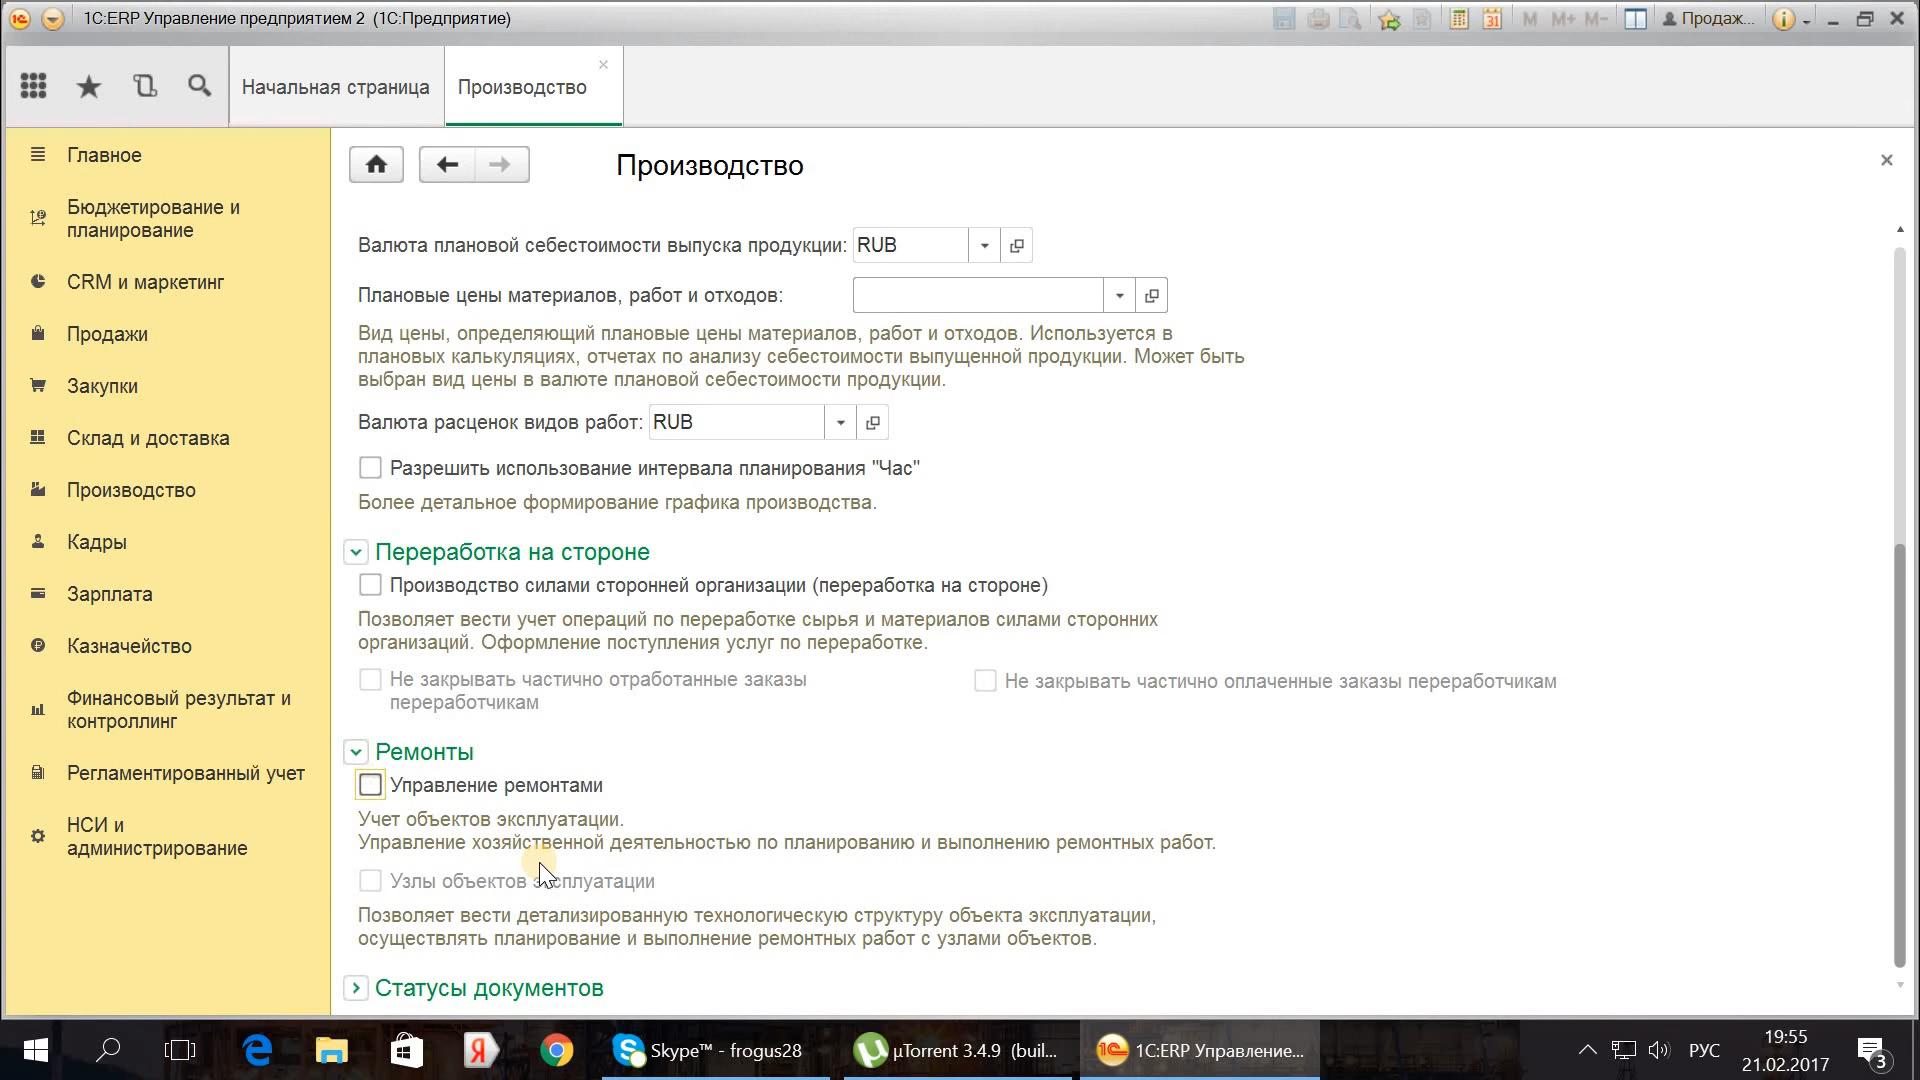 1С:ERP Управление предприятием 2 (1С:Предприятие)
31
M M+ M-
Продаж...
Начальная страница
Производство
Главное
Бюджетирование и
планирование
CRM и маркетинг
Продажи
Закупки
Склад и доставка
Производство
Кадры
Зарплата
Казначейство
Финансовый результат и
контроллинг
Регламентированный учет
НСИ и
администрирование
Производство
Валюта плановой себестоимости выпуска продукции: RUB
Плановые цены материалов, работ и отходов:
Вид цены, определяющий плановые цены материалов, работ и отходов. Используется в
плановых калькуляциях, отчетах по анализу себестоимости выпущенной продукции. Может быть
выбран вид цены в валюте плановой себестоимости продукции.
Валюта расценок видов работ: RUB
Разрешить использование интервала планирования "Час"
Более детальное формирование графика производства.
Переработка на стороне
Производство силами сторонней организации (переработка на стороне)
Позволяет вести учет операций по переработке сырья и материалов силами сторонних
организаций. Оформление поступления услуг по переработке.
Не закрывать частично отработанные заказы
переработчикам
Не закрывать частично оплаченные заказы переработчикам
Ремонты
Управление ремонтами
Учет объектов эксплуатации.
Управление хозяйственной деятельностью по планированию и выполнению ремонтных работ.
Узлы объектов эксплуатации
Позволяет вести детализированную технологическую структуру объекта эксплуатации,
осуществлять планирование и выполнение ремонтных работ с узлами объектов.
Статусы документов
Skype™ - frogus28
µTorrent 3.4.9 (buil...
1С:ERP Управление...
РУС
19:55
21.02.2017
3